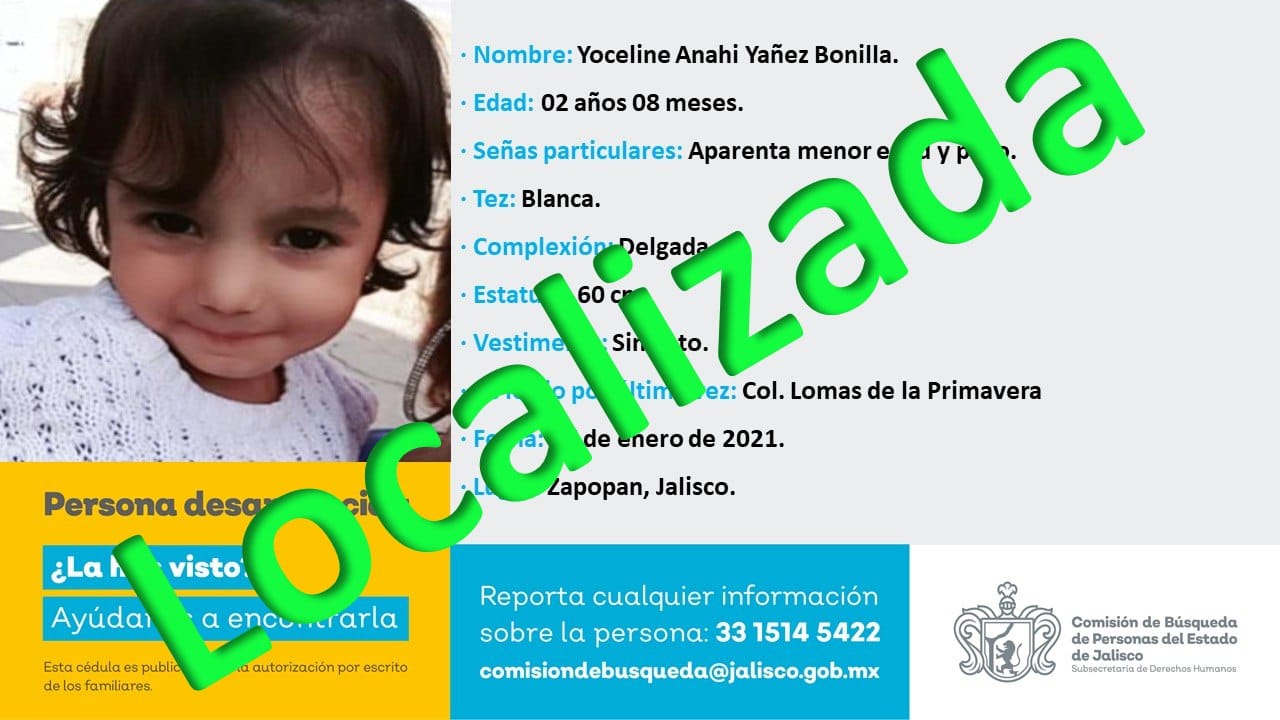 · Nombre: Yoceline Anahi Yañez Bonilla.
· Edad: 02 años 08 meses.
· Señas particulares: Aparenta menor y
· Tez: Blanca.
· Complexión: Delgada
· 60
·
· Col. Lomas de la Primavera
· de enero de 2021.
· Zapopan, Jalisco.
Localizada
Persona
¿La visto?
a encontrarla
Esta cédula es la autorización por escrito
de los familiares.
Reporta cualquier información
sobre la persona: 33 1514 5422
comisiondebusqueda@jalisco.gob.mx
Comisión de Búsqueda
de Personas del Estado
de Jalisco
Subsecretaría de Derechos Humanos